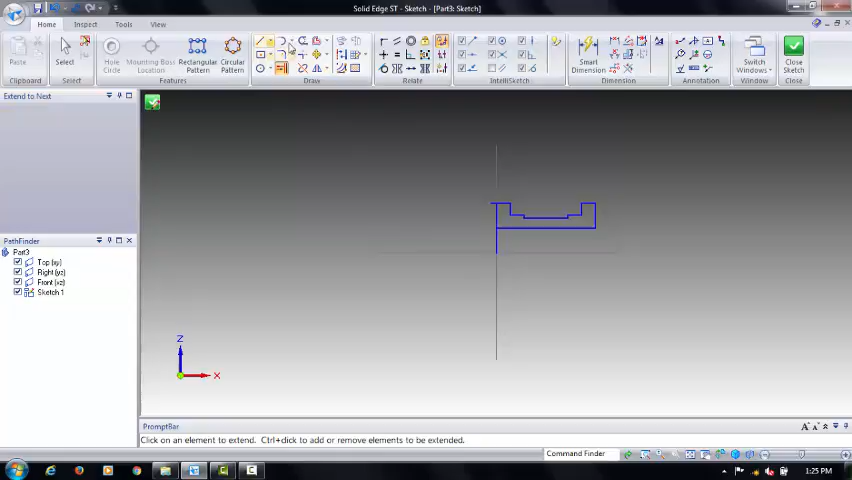 Solid Edge ST - Sketch - [Part3: Sketch]
Home Inspect Tools View
Paste
Clipboard
Select
Select
Hole Circle
Mounting Boss Location
Rectangular Pattern
Circular Pattern
Features
Draw
Relate
IntelliSketch
Smart Dimension
Dimension
Annotation
Switch Windows
Window
Close Sketch
Close
Extend to Next
PathFinder
Part3
Top (xy)
Right (yz)
Front (xz)
Sketch 1
Z
X
PromptBar
Click on an element to extend. Ctrl+click to add or remove elements to be extended.
Command Finder
1:25 PM